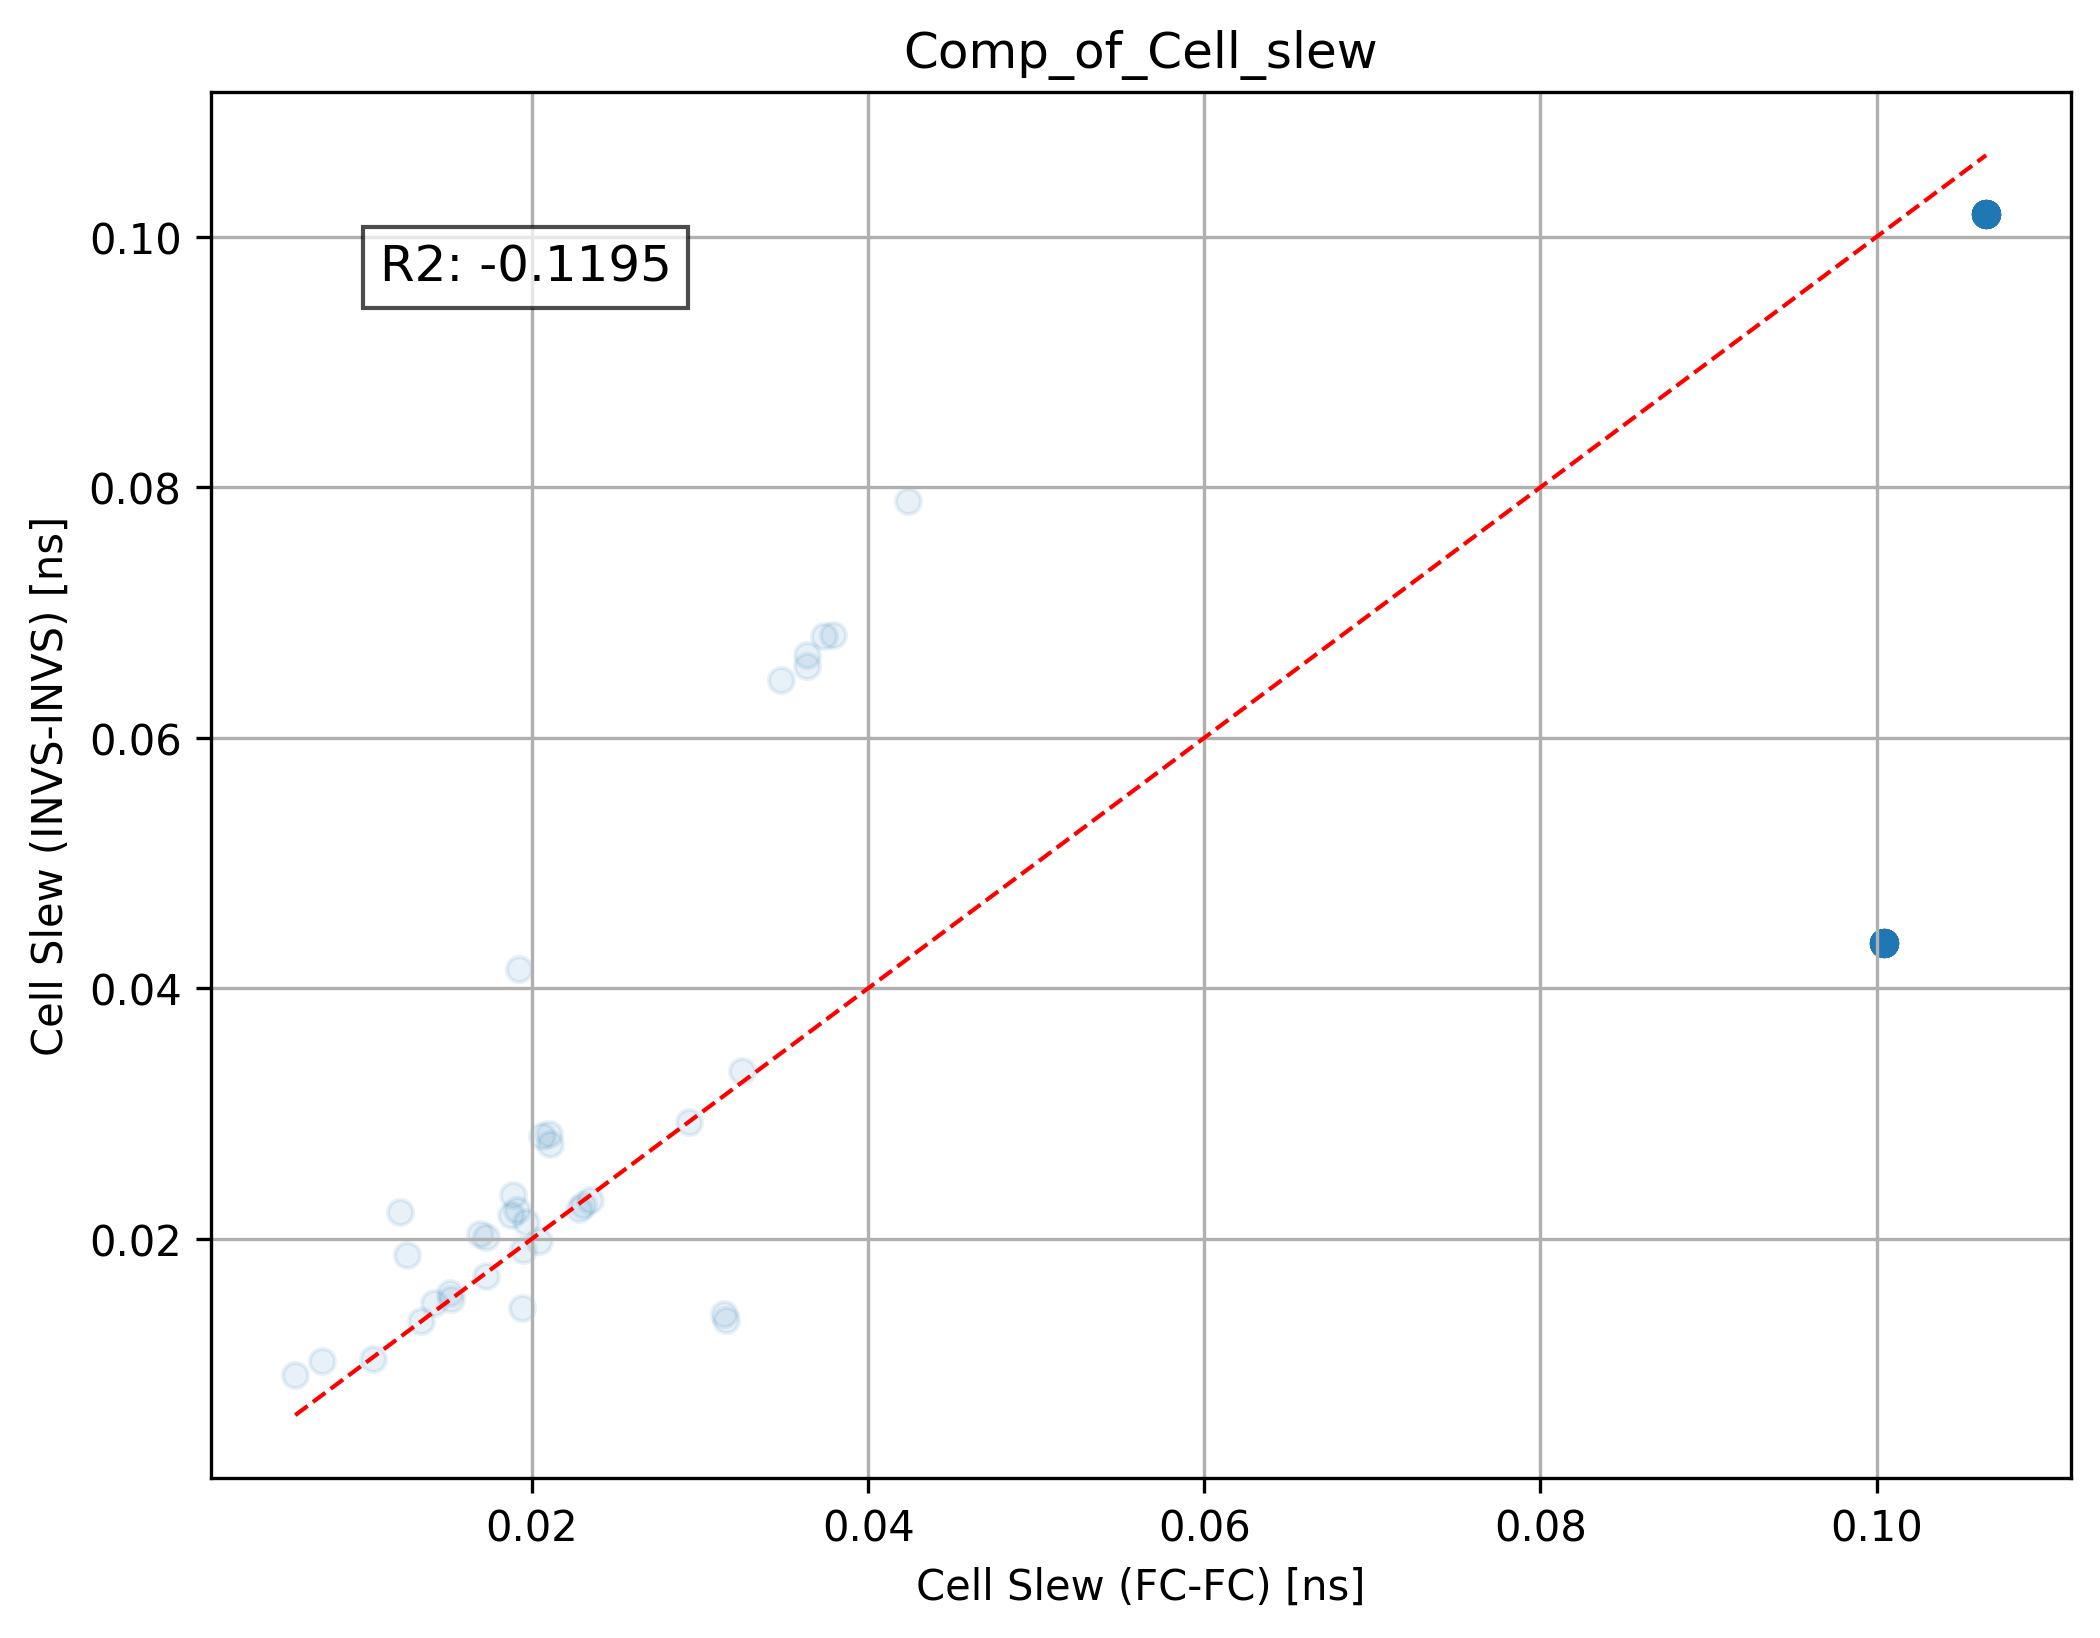 Comp_of_Cell_slew
R2: -0.1195
0.10
0.08
0.06
0.04
0.02
Cell Slew (INVS-INVS) [ns]
0.02 0.04 0.06 0.08 0.10
Cell Slew (FC-FC) [ns]